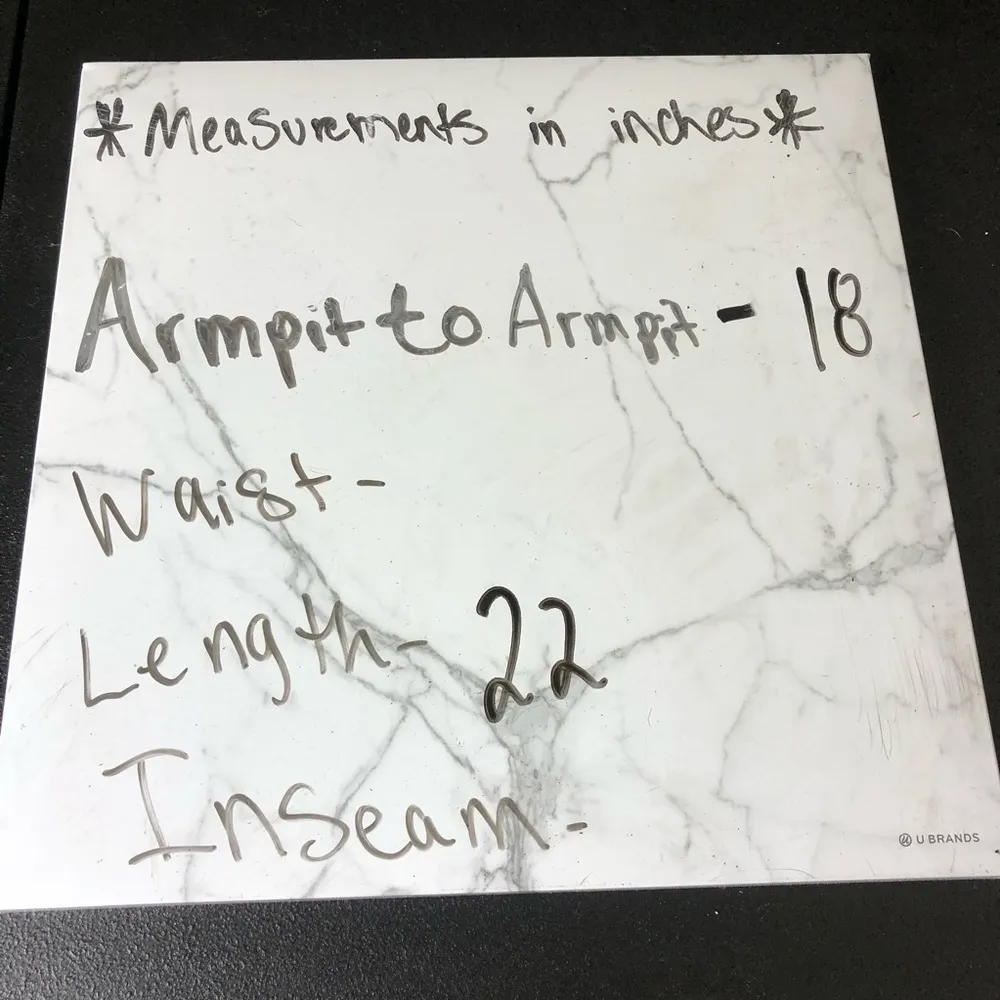 *Measurements in inches*
Armpit to Armpit - 18
Waist -
Length - 22
Inseam -
U BRANDS